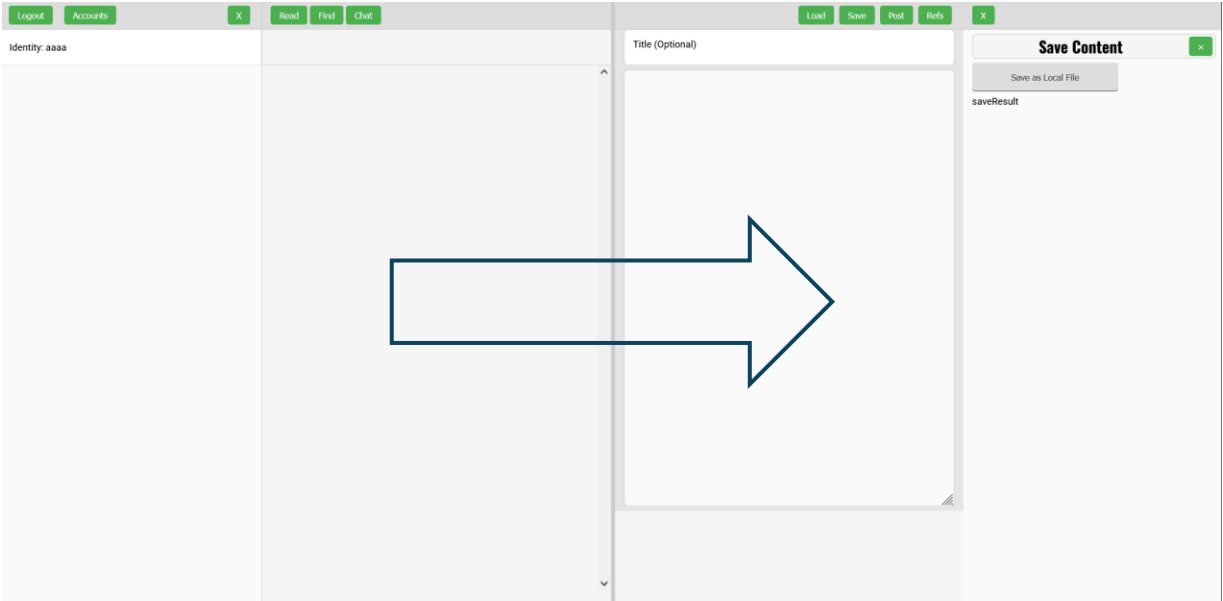 Logout Accounts X Read Find Chat Load Save Post Refs X
Identity: aaaa
Title (Optional)
Save Content ×
Save as Local File
saveResult